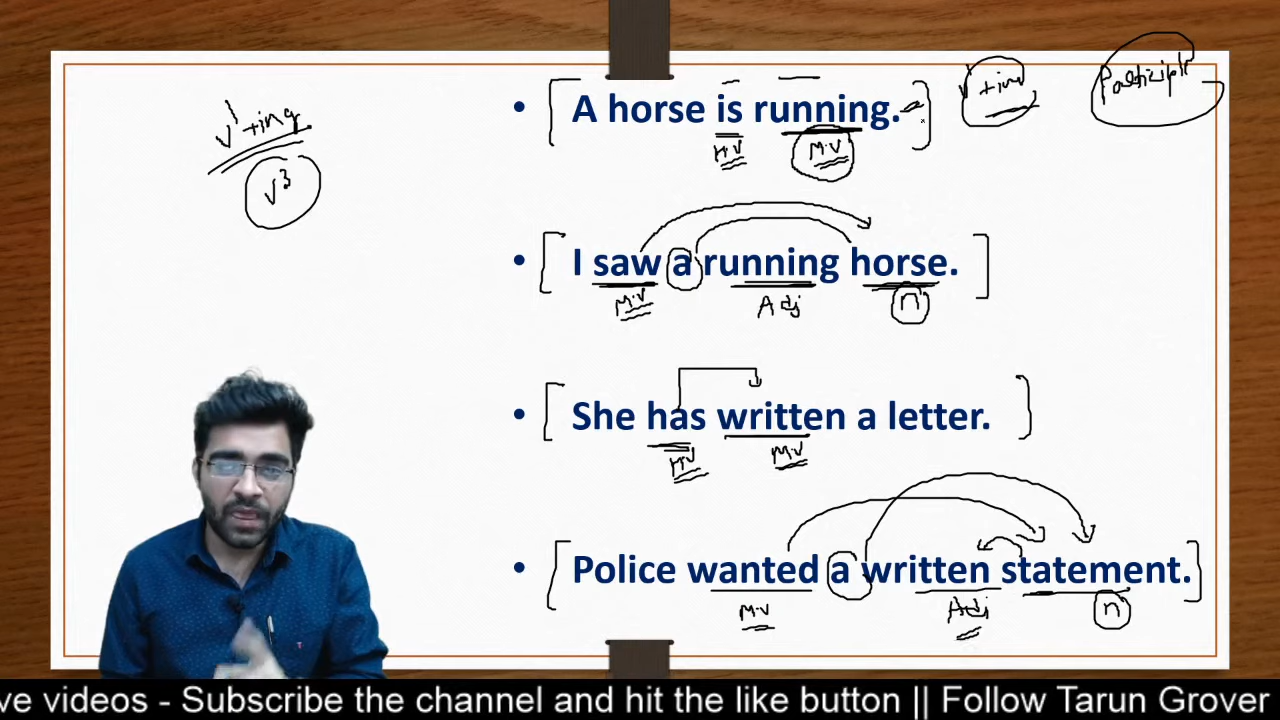 V¹+ing
V³
• A horse is running.
H.V M.V
V¹+ing
Participle
• I saw a running horse.
M.V Adj n
• She has written a letter.
H.V M.V
• Police wanted a written statement.
M.V Adj n
ve videos - Subscribe the channel and hit the like button || Follow Tarun Grover